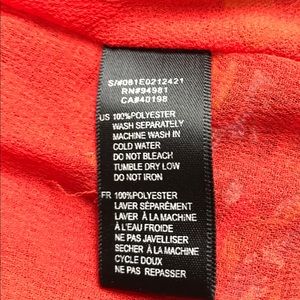 S/#081E0212421
RN#94981
CA#40198
US 100%POLYESTER
WASH SEPARATELY
MACHINE WASH IN
COLD WATER
DO NOT BLEACH
TUMBLE DRY LOW
DO NOT IRON
FR 100%POLYESTER
LAVER SÉPARÉMENT
LAVER À LA MACHINE
À L'EAU FROIDE
NE PAS JAVELLISER
SECHER À LA MACHINE
CYCLE DOUX
NE PAS REPASSER